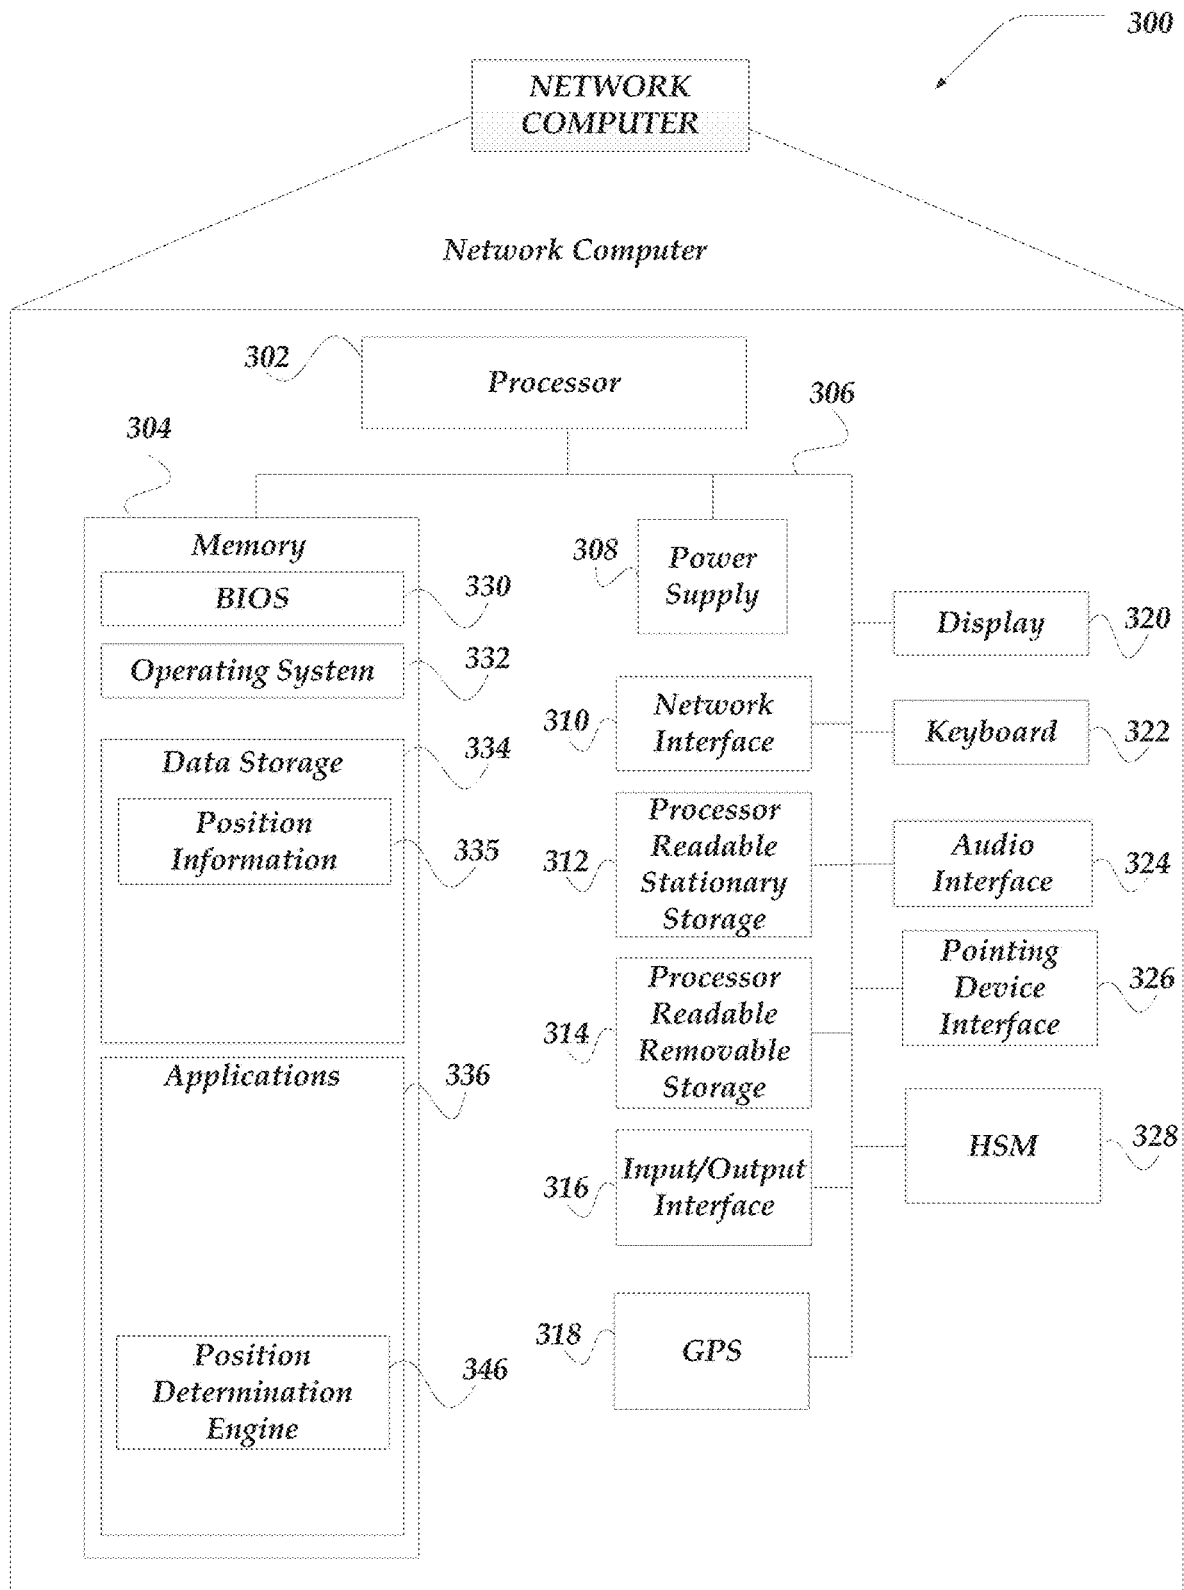 300
NETWORK
COMPUTER
Network Computer
302
Processor
306
304
Memory
BIOS
330
Operating System
332
Data Storage
334
Position
Information
335
Applications
336
Position
Determination
Engine
346
308
Power
Supply
310
Network
Interface
312
Processor
Readable
Stationary
Storage
314
Processor
Readable
Removable
Storage
316
Input/Output
Interface
318
GPS
Display
320
Keyboard
322
Audio
Interface
324
Pointing
Device
Interface
326
HSM
328